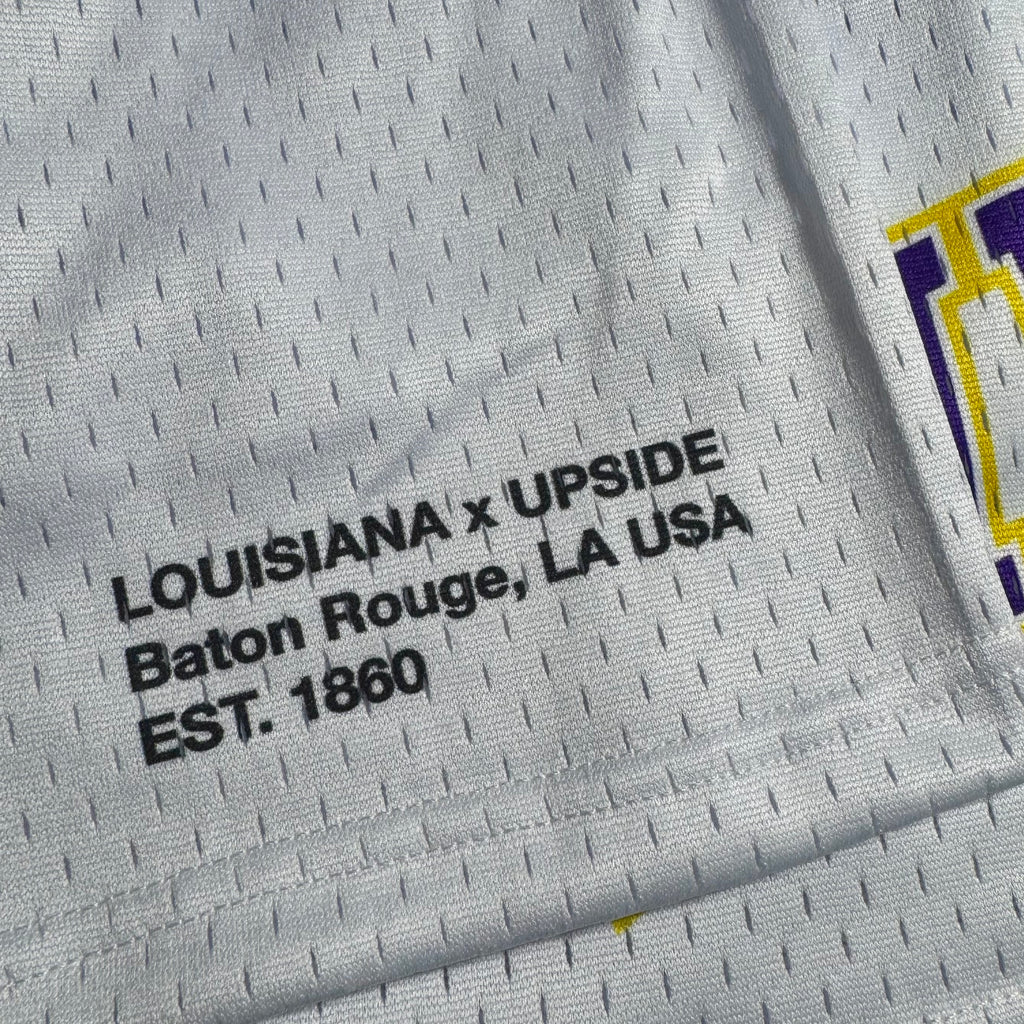 LOUISIANA x UPSIDE
Baton Rouge, LA USA
EST. 1860